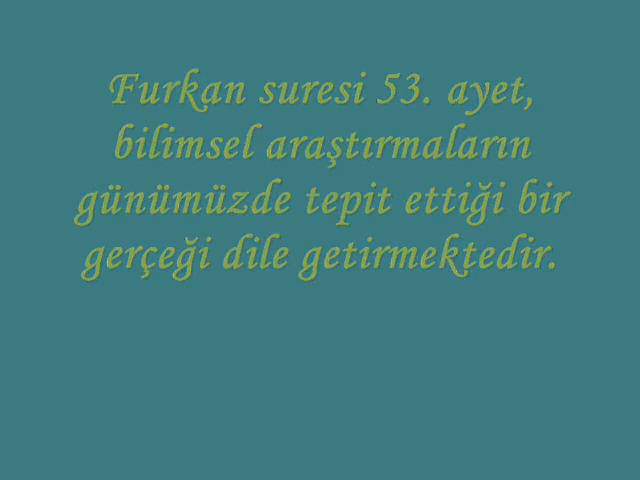 Furkan suresi 53. ayet,
bilimsel araştırmaların
günümüzde tepit ettiği bir
gerçeği dile getirmektedir.